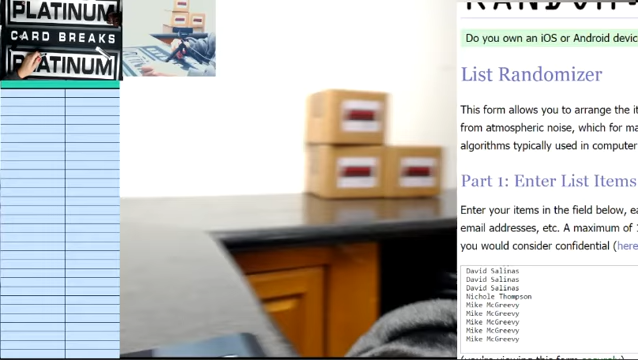 PLATINUM
CARD BREAKS
PLATINUM
Do you own an iOS or Android devic
List Randomizer
This form allows you to arrange the it
from atmospheric noise, which for ma
algorithms typically used in computer
Part 1: Enter List Items
Enter your items in the field below, ea
email addresses, etc. A maximum of 1
you would consider confidential (here
David Salinas
David Salinas
David Salinas
Nichole Thompson
Mike McGreevy
Mike McGreevy
Mike McGreevy
Mike McGreevy
Mike McGreevy